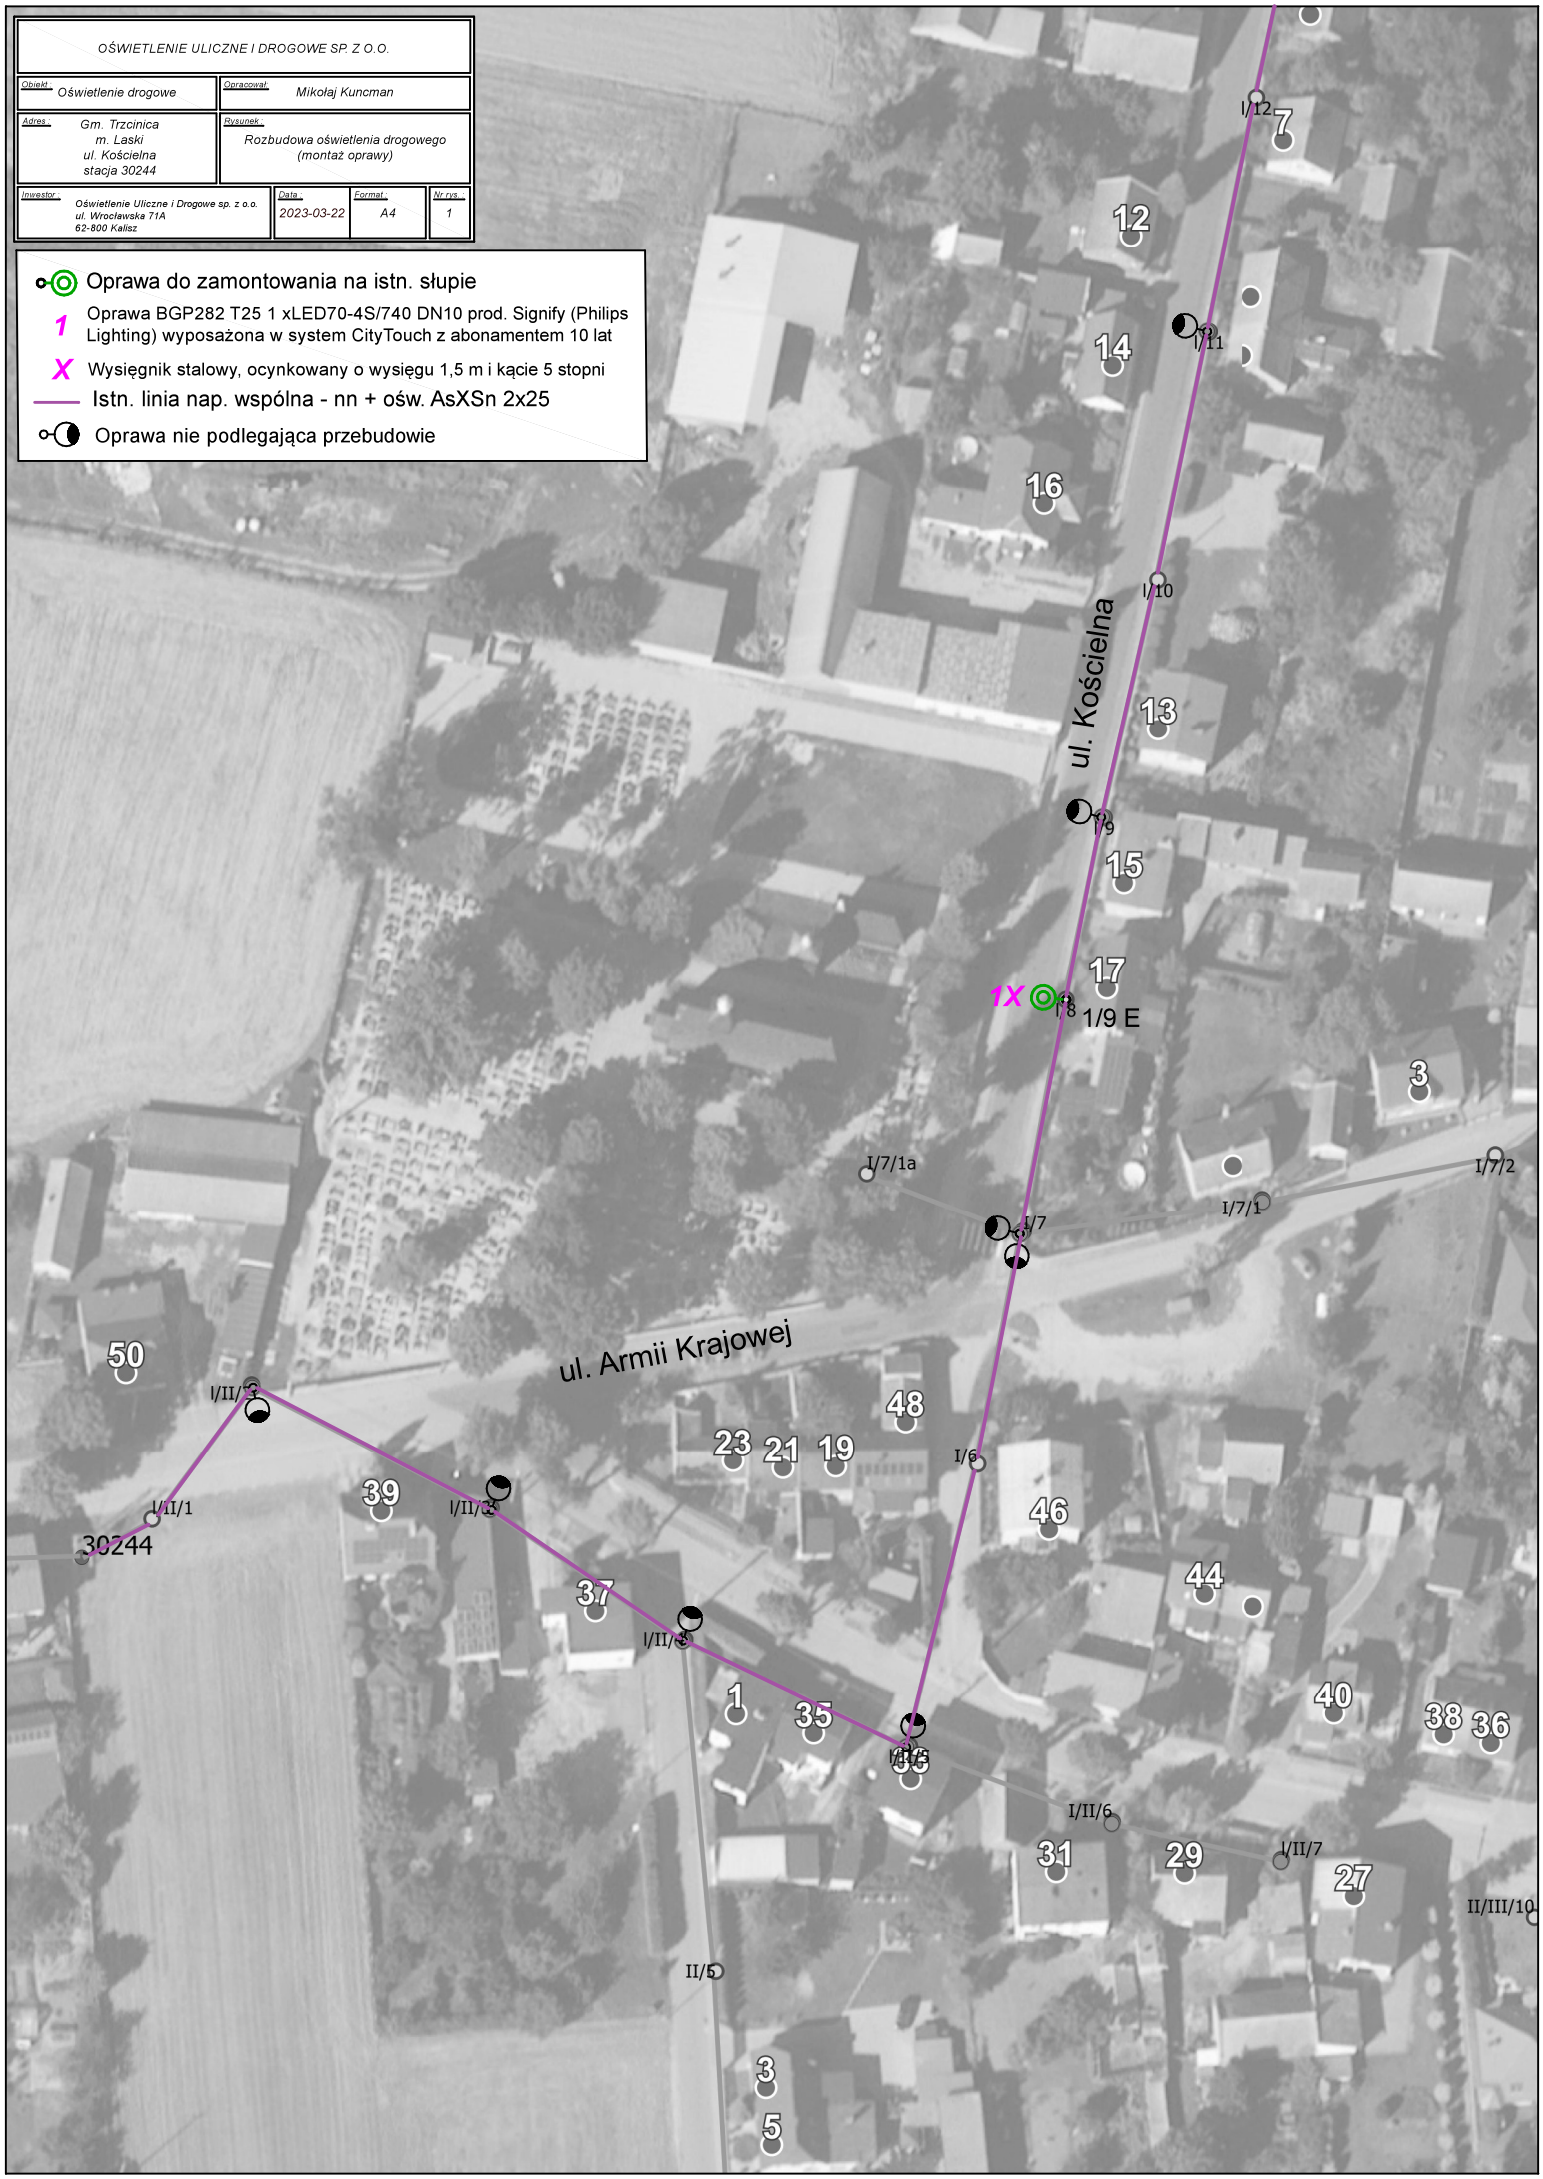 OŚWIETLENIE ULICZNE I DROGOWE SP. Z O.O.
Obiekt :
Oświetlenie drogowe
Opracował:
Mikołaj Kuncman
Adres :
Gm. Trzcinica
m. Laski
ul. Kościelna
stacja 30244
Rysunek :
Rozbudowa oświetlenia drogowego
(montaż oprawy)
Inwestor :
Oświetlenie Uliczne i Drogowe sp. z o.o.
ul. Wrocławska 71A
62-800 Kalisz
Data :
2023-03-22
Format :
A4
Nr rys. :
1
Oprawa do zamontowania na istn. słupie
1
Oprawa BGP282 T25 1 xLED70-4S/740 DN10 prod. Signify (Philips
Lighting) wyposażona w system CityTouch z abonamentem 10 lat
X
Wysięgnik stalowy, ocynkowany o wysięgu 1,5 m i kącie 5 stopni
Istn. linia nap. wspólna - nn + ośw. AsXSn 2x25
Oprawa nie podlegająca przebudowie
I/12
7
12
I/11
14
16
I/10
ul. Kościelna
13
I/9
15
17
1X
I/8
1/9 E
3
I/7/1a
I/7/2
I/7/1
I/7
ul. Armii Krajowej
50
I/II/2
48
23
21
19
I/6
39
I/II/1
I/II/3
46
30244
37
44
I/II/4
1
35
40
38
36
I/II/5
33
I/II/6
I/II/7
31
29
27
II/III/10
II/5
3
5